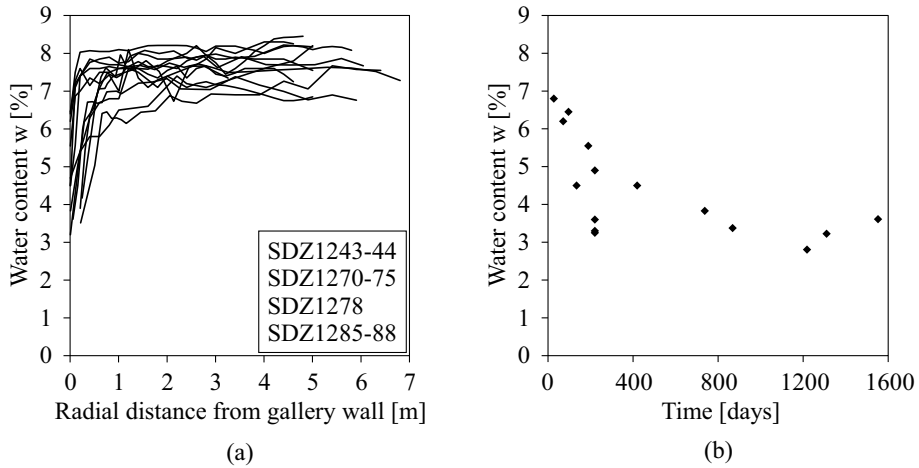 9
8
7
6
5
4
3
2
1
0
Water content w [%]
SDZ1243-44
SDZ1270-75
SDZ1278
SDZ1285-88
0 1 2 3 4 5 6 7
Radial distance from gallery wall [m]
(a)
9
8
7
6
5
4
3
2
1
0
Water content w [%]
0 400 800 1200 1600
Time [days]
(b)